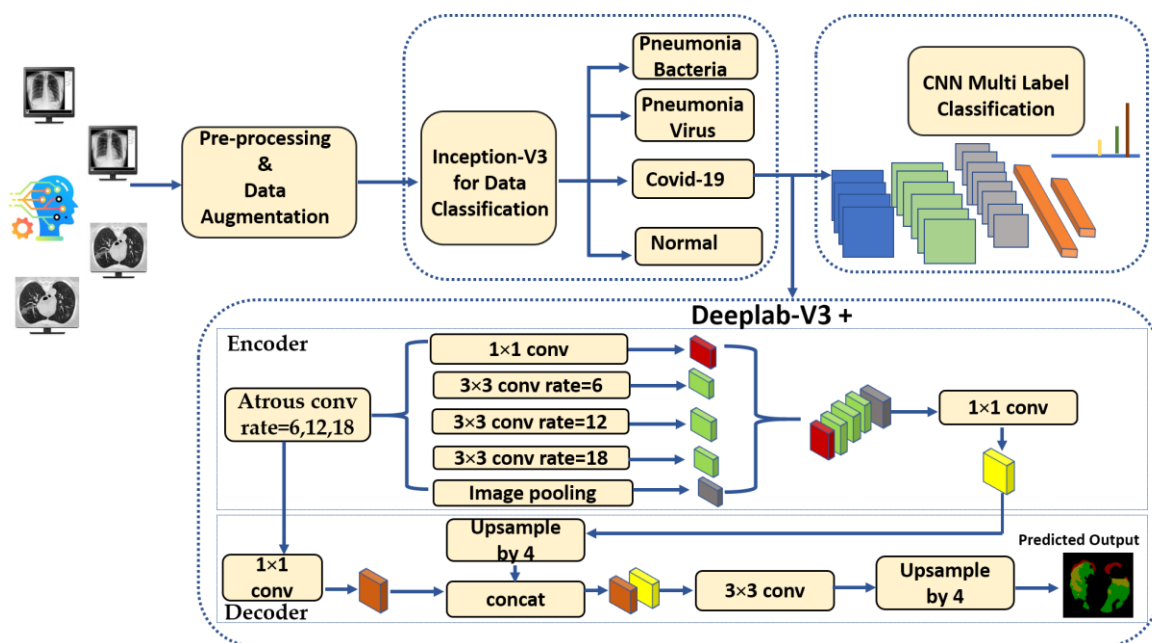 Pre-processing
&
Data
Augmentation
Inception-V3
for Data
Classification
Pneumonia
Bacteria
Pneumonia
Virus
Covid-19
Normal
CNN Multi Label
Classification
Deeplab-V3 +
Encoder
Atrous conv
rate=6,12,18
1×1 conv
3×3 conv rate=6
3×3 conv rate=12
3×3 conv rate=18
Image pooling
1×1 conv
Upsample
by 4
1×1
conv
Decoder
concat
3×3 conv
Upsample
by 4
Predicted Output